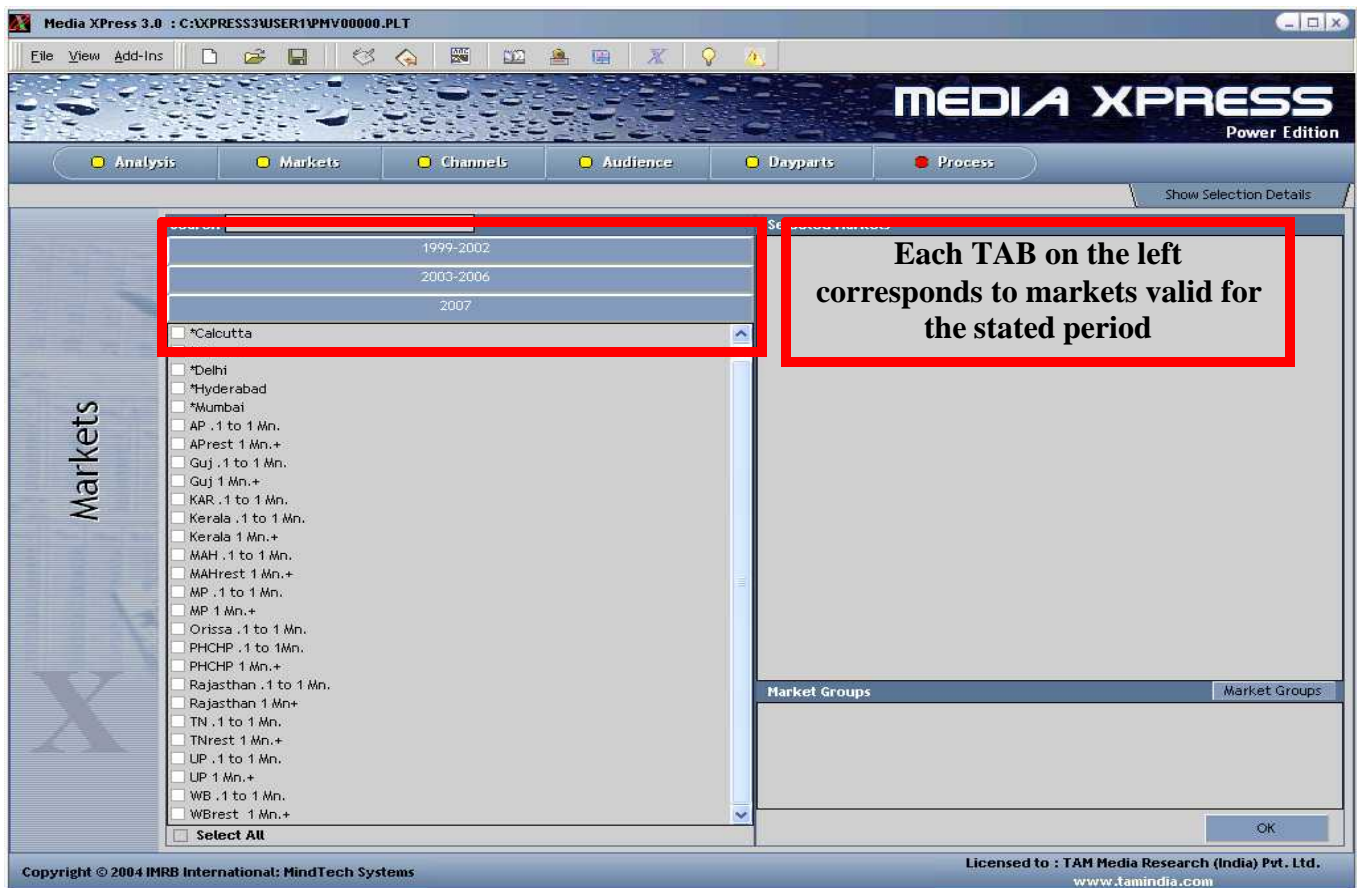 Media XPress 3.0 : C:\XPRESS3\USER1\PMV00000.PLT
File View Add-Ins
MEDIA XPRESS
Power Edition
Analysis Markets Channels Audience Dayparts Process
Show Selection Details
1999-2002
2003-2006
2007
Each TAB on the left
corresponds to markets valid for
the stated period
Markets
*Calcutta
*Delhi
*Hyderabad
*Mumbai
AP .1 to 1 Mn.
APrest 1 Mn.+
Guj .1 to 1 Mn.
Guj 1 Mn.+
KAR .1 to 1 Mn.
Kerala .1 to 1 Mn.
Kerala 1 Mn.+
MAH .1 to 1 Mn.
MAHrest 1 Mn.+
MP .1 to 1 Mn.
MP 1 Mn.+
Orissa .1 to 1 Mn.
PHCHP .1 to 1Mn.
PHCHP 1 Mn.+
Rajasthan .1 to 1 Mn.
Rajasthan 1 Mn+
TN .1 to 1 Mn.
TNrest 1 Mn.+
UP .1 to 1 Mn.
UP 1 Mn.+
WB .1 to 1 Mn.
WBrest 1 Mn.+
Select All
Market Groups Market Groups
OK
X
Copyright © 2004 IMRB International: MindTech Systems
Licensed to : TAM Media Research (India) Pvt. Ltd.
www.tamindia.com